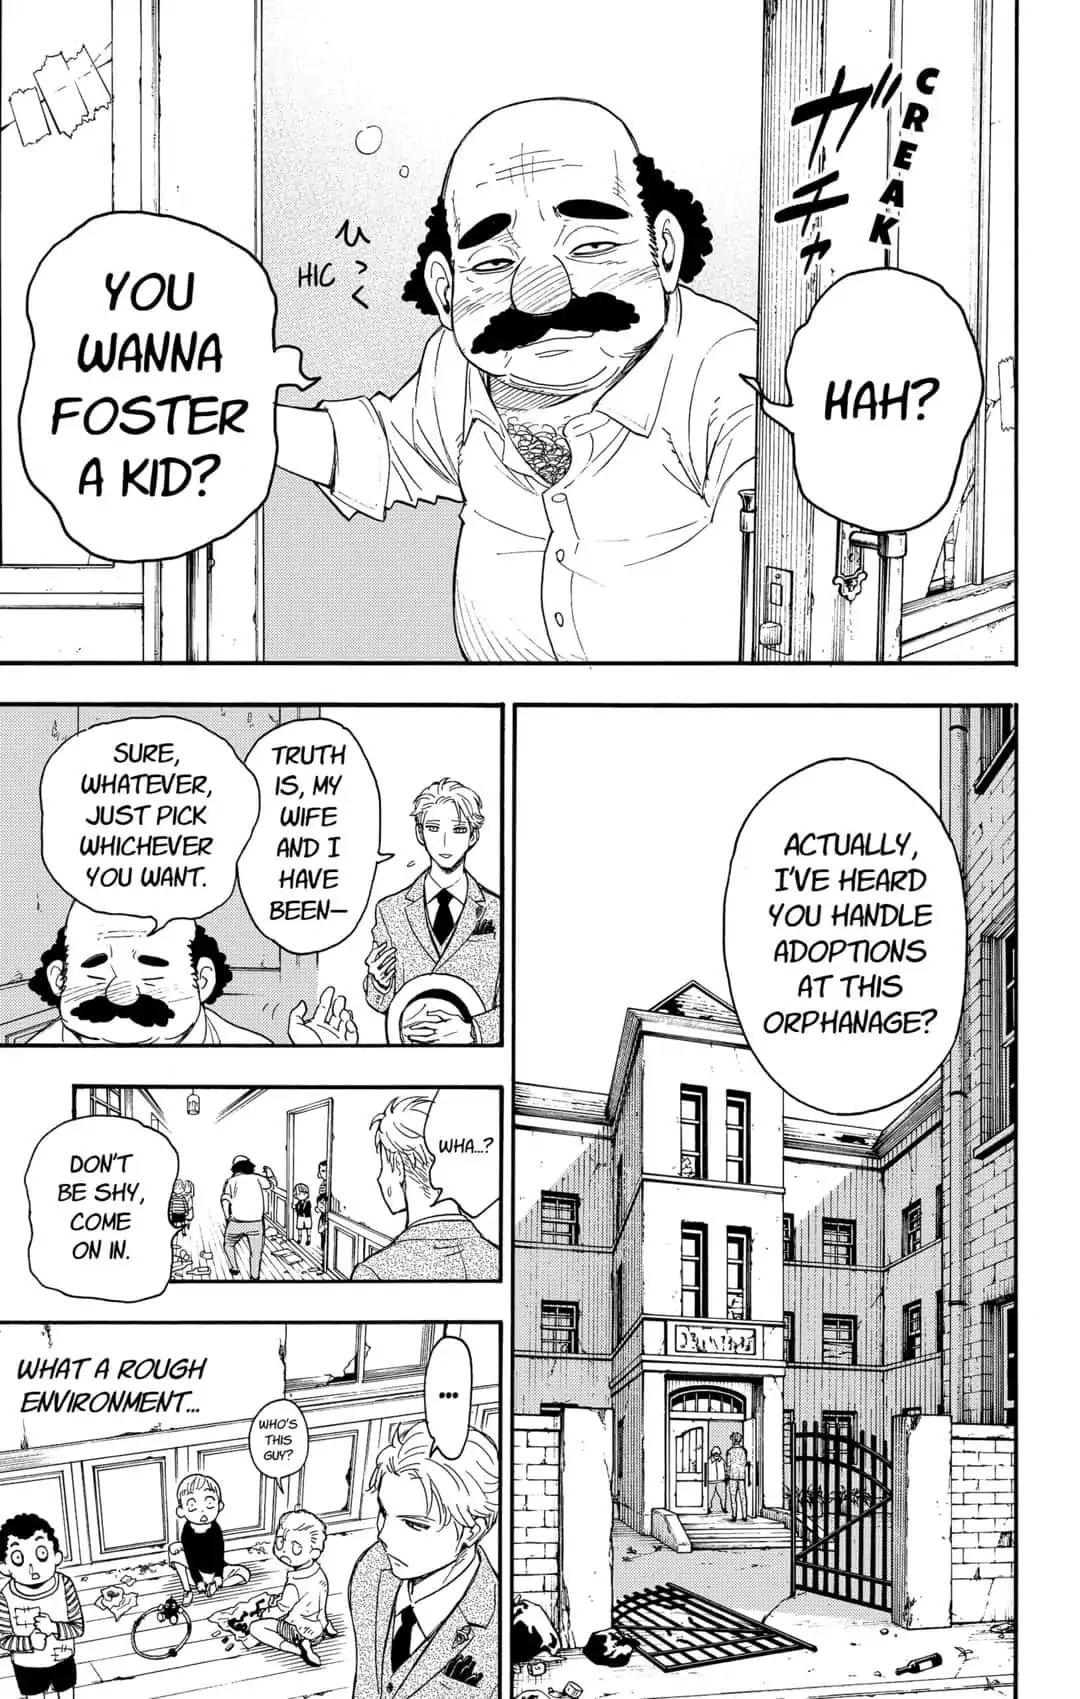 CREAK
ガチャ
HAH?
HIC
ひっく
YOU
WANNA
FOSTER
A KID?
ACTUALLY,
I'VE HEARD
YOU HANDLE
ADOPTIONS
AT THIS
ORPHANAGE?
TRUTH
IS, MY
WIFE
AND I
HAVE
BEEN—
SURE,
WHATEVER,
JUST PICK
WHICHEVER
YOU WANT.
WHA...?
DON'T
BE SHY,
COME
ON IN.
...
WHO'S
THIS
GUY?
WHAT A ROUGH
ENVIRONMENT...